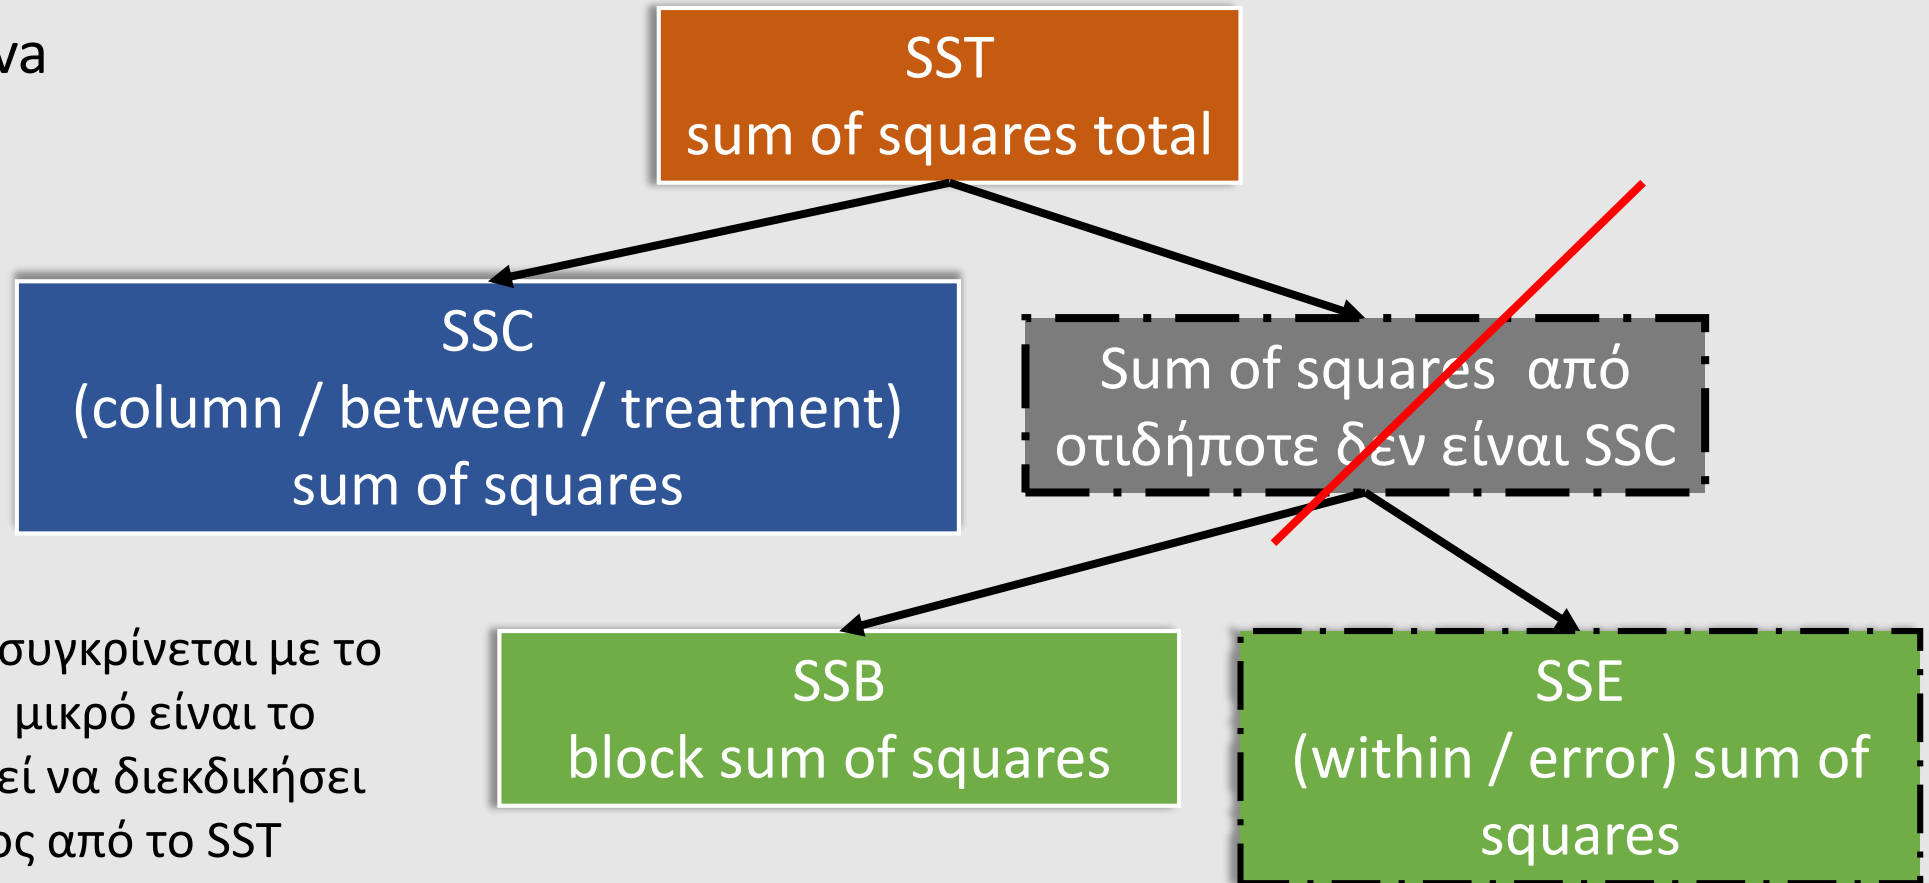 va
SST
sum of squares total
SSC
(column / between / treatment)
sum of squares
Sum of squares από
οτιδήποτε δεν είναι SSC
συγκρίνεται με το
μικρό είναι το
εί να διεκδικήσει
ος από το SST
SSB
block sum of squares
SSE
(within / error) sum of
squares